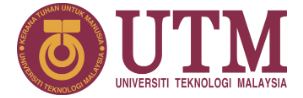 • KERANA TUHAN UNTUK MANUSIA •
UNIVERSITI TEKNOLOGI MALAYSIA
UTM
UNIVERSITI TEKNOLOGI MALAYSIA